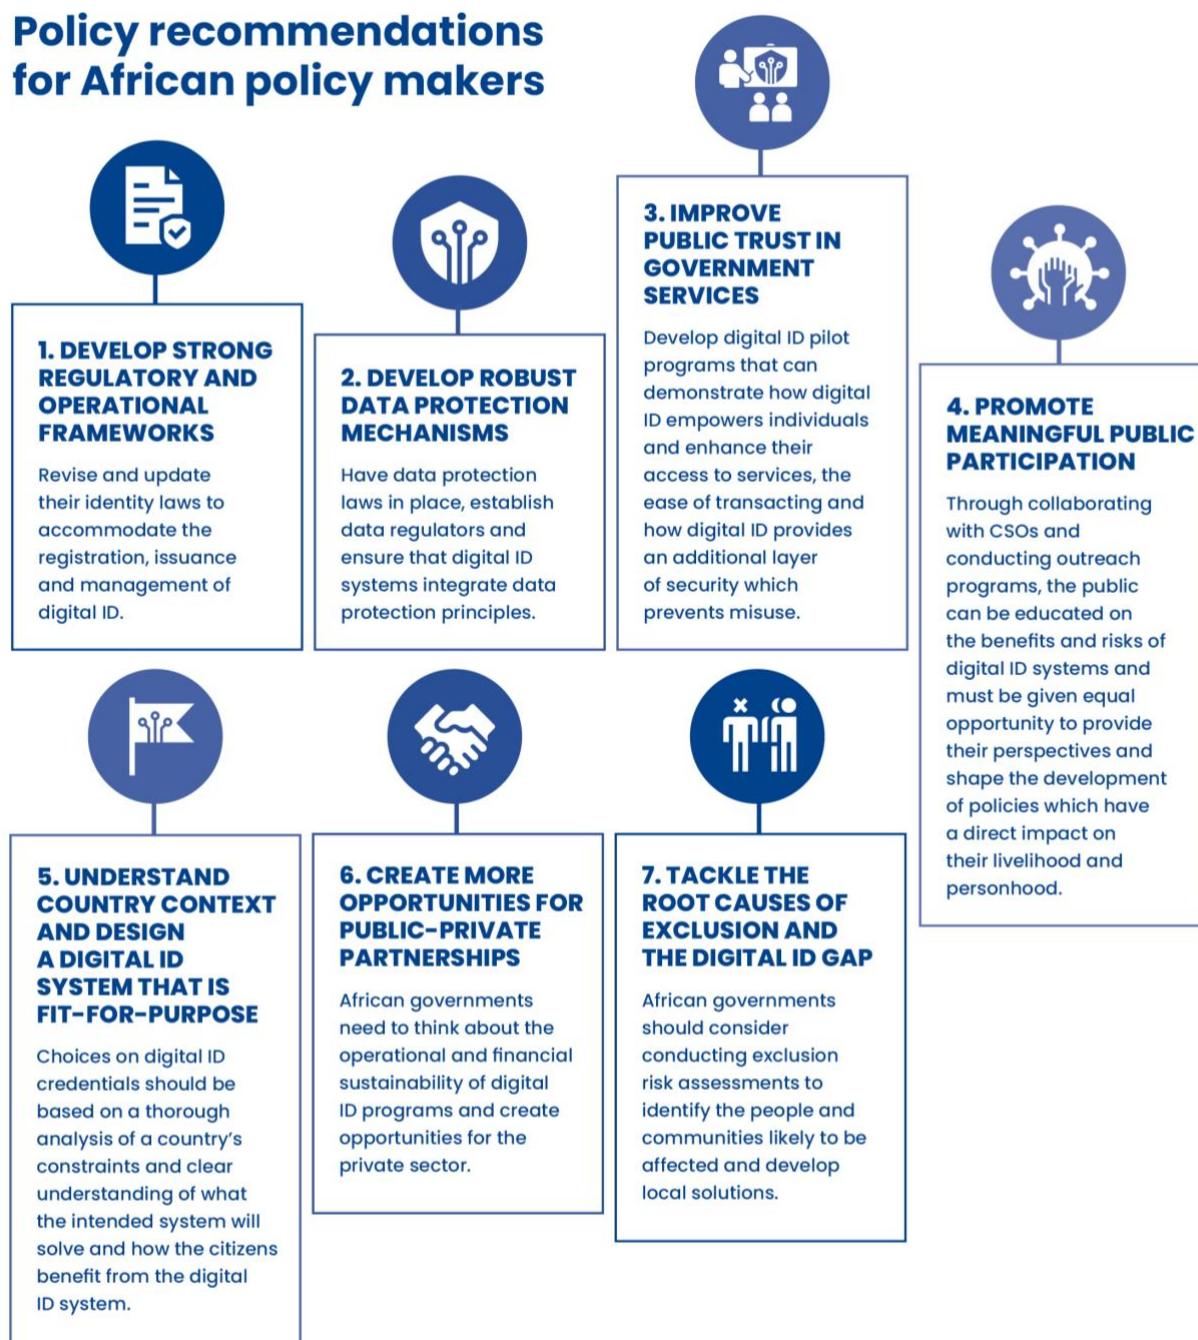 Policy recommendations
for African policy makers
1. DEVELOP STRONG
REGULATORY AND
OPERATIONAL
FRAMEWORKS
Revise and update
their identity laws to
accommodate the
registration, issuance
and management of
digital ID.
2. DEVELOP ROBUST
DATA PROTECTION
MECHANISMS
Have data protection
laws in place, establish
data regulators and
ensure that digital ID
systems integrate data
protection principles.
3. IMPROVE
PUBLIC TRUST IN
GOVERNMENT
SERVICES
Develop digital ID pilot
programs that can
demonstrate how digital
ID empowers individuals
and enhance their
access to services, the
ease of transacting and
how digital ID provides
an additional layer
of security which
prevents misuse.
4. PROMOTE
MEANINGFUL PUBLIC
PARTICIPATION
Through collaborating
with CSOs and
conducting outreach
programs, the public
can be educated on
the benefits and risks of
digital ID systems and
must be given equal
opportunity to provide
their perspectives and
shape the development
of policies which have
a direct impact on
their livelihood and
personhood.
5. UNDERSTAND
COUNTRY CONTEXT
AND DESIGN
A DIGITAL ID
SYSTEM THAT IS
FIT-FOR-PURPOSE
Choices on digital ID
credentials should be
based on a thorough
analysis of a country's
constraints and clear
understanding of what
the intended system will
solve and how the citizens
benefit from the digital
ID system.
6. CREATE MORE
OPPORTUNITIES FOR
PUBLIC-PRIVATE
PARTNERSHIPS
African governments
need to think about the
operational and financial
sustainability of digital
ID programs and create
opportunities for the
private sector.
7. TACKLE THE
ROOT CAUSES OF
EXCLUSION AND
THE DIGITAL ID GAP
African governments
should consider
conducting exclusion
risk assessments to
identify the people and
communities likely to be
affected and develop
local solutions.